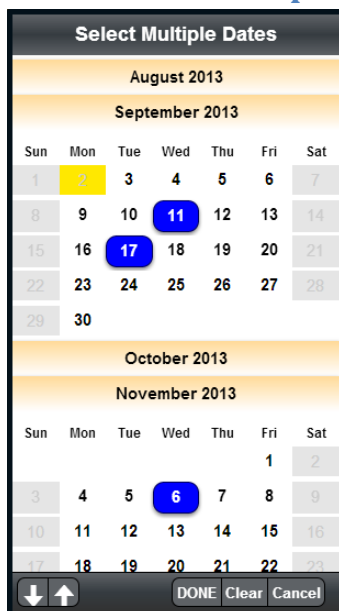 Select Multiple Dates
August 2013
September 2013
Sun Mon Tue Wed Thu Fri Sat
1 2 3 4 5 6 7
8 9 10 11 12 13 14
15 16 17 18 19 20 21
22 23 24 25 26 27 28
29 30
October 2013
November 2013
Sun Mon Tue Wed Thu Fri Sat
1 2
3 4 5 6 7 8 9
10 11 12 13 14 15 16
17 18 19 20 21 22 23
DONE Clear Cancel